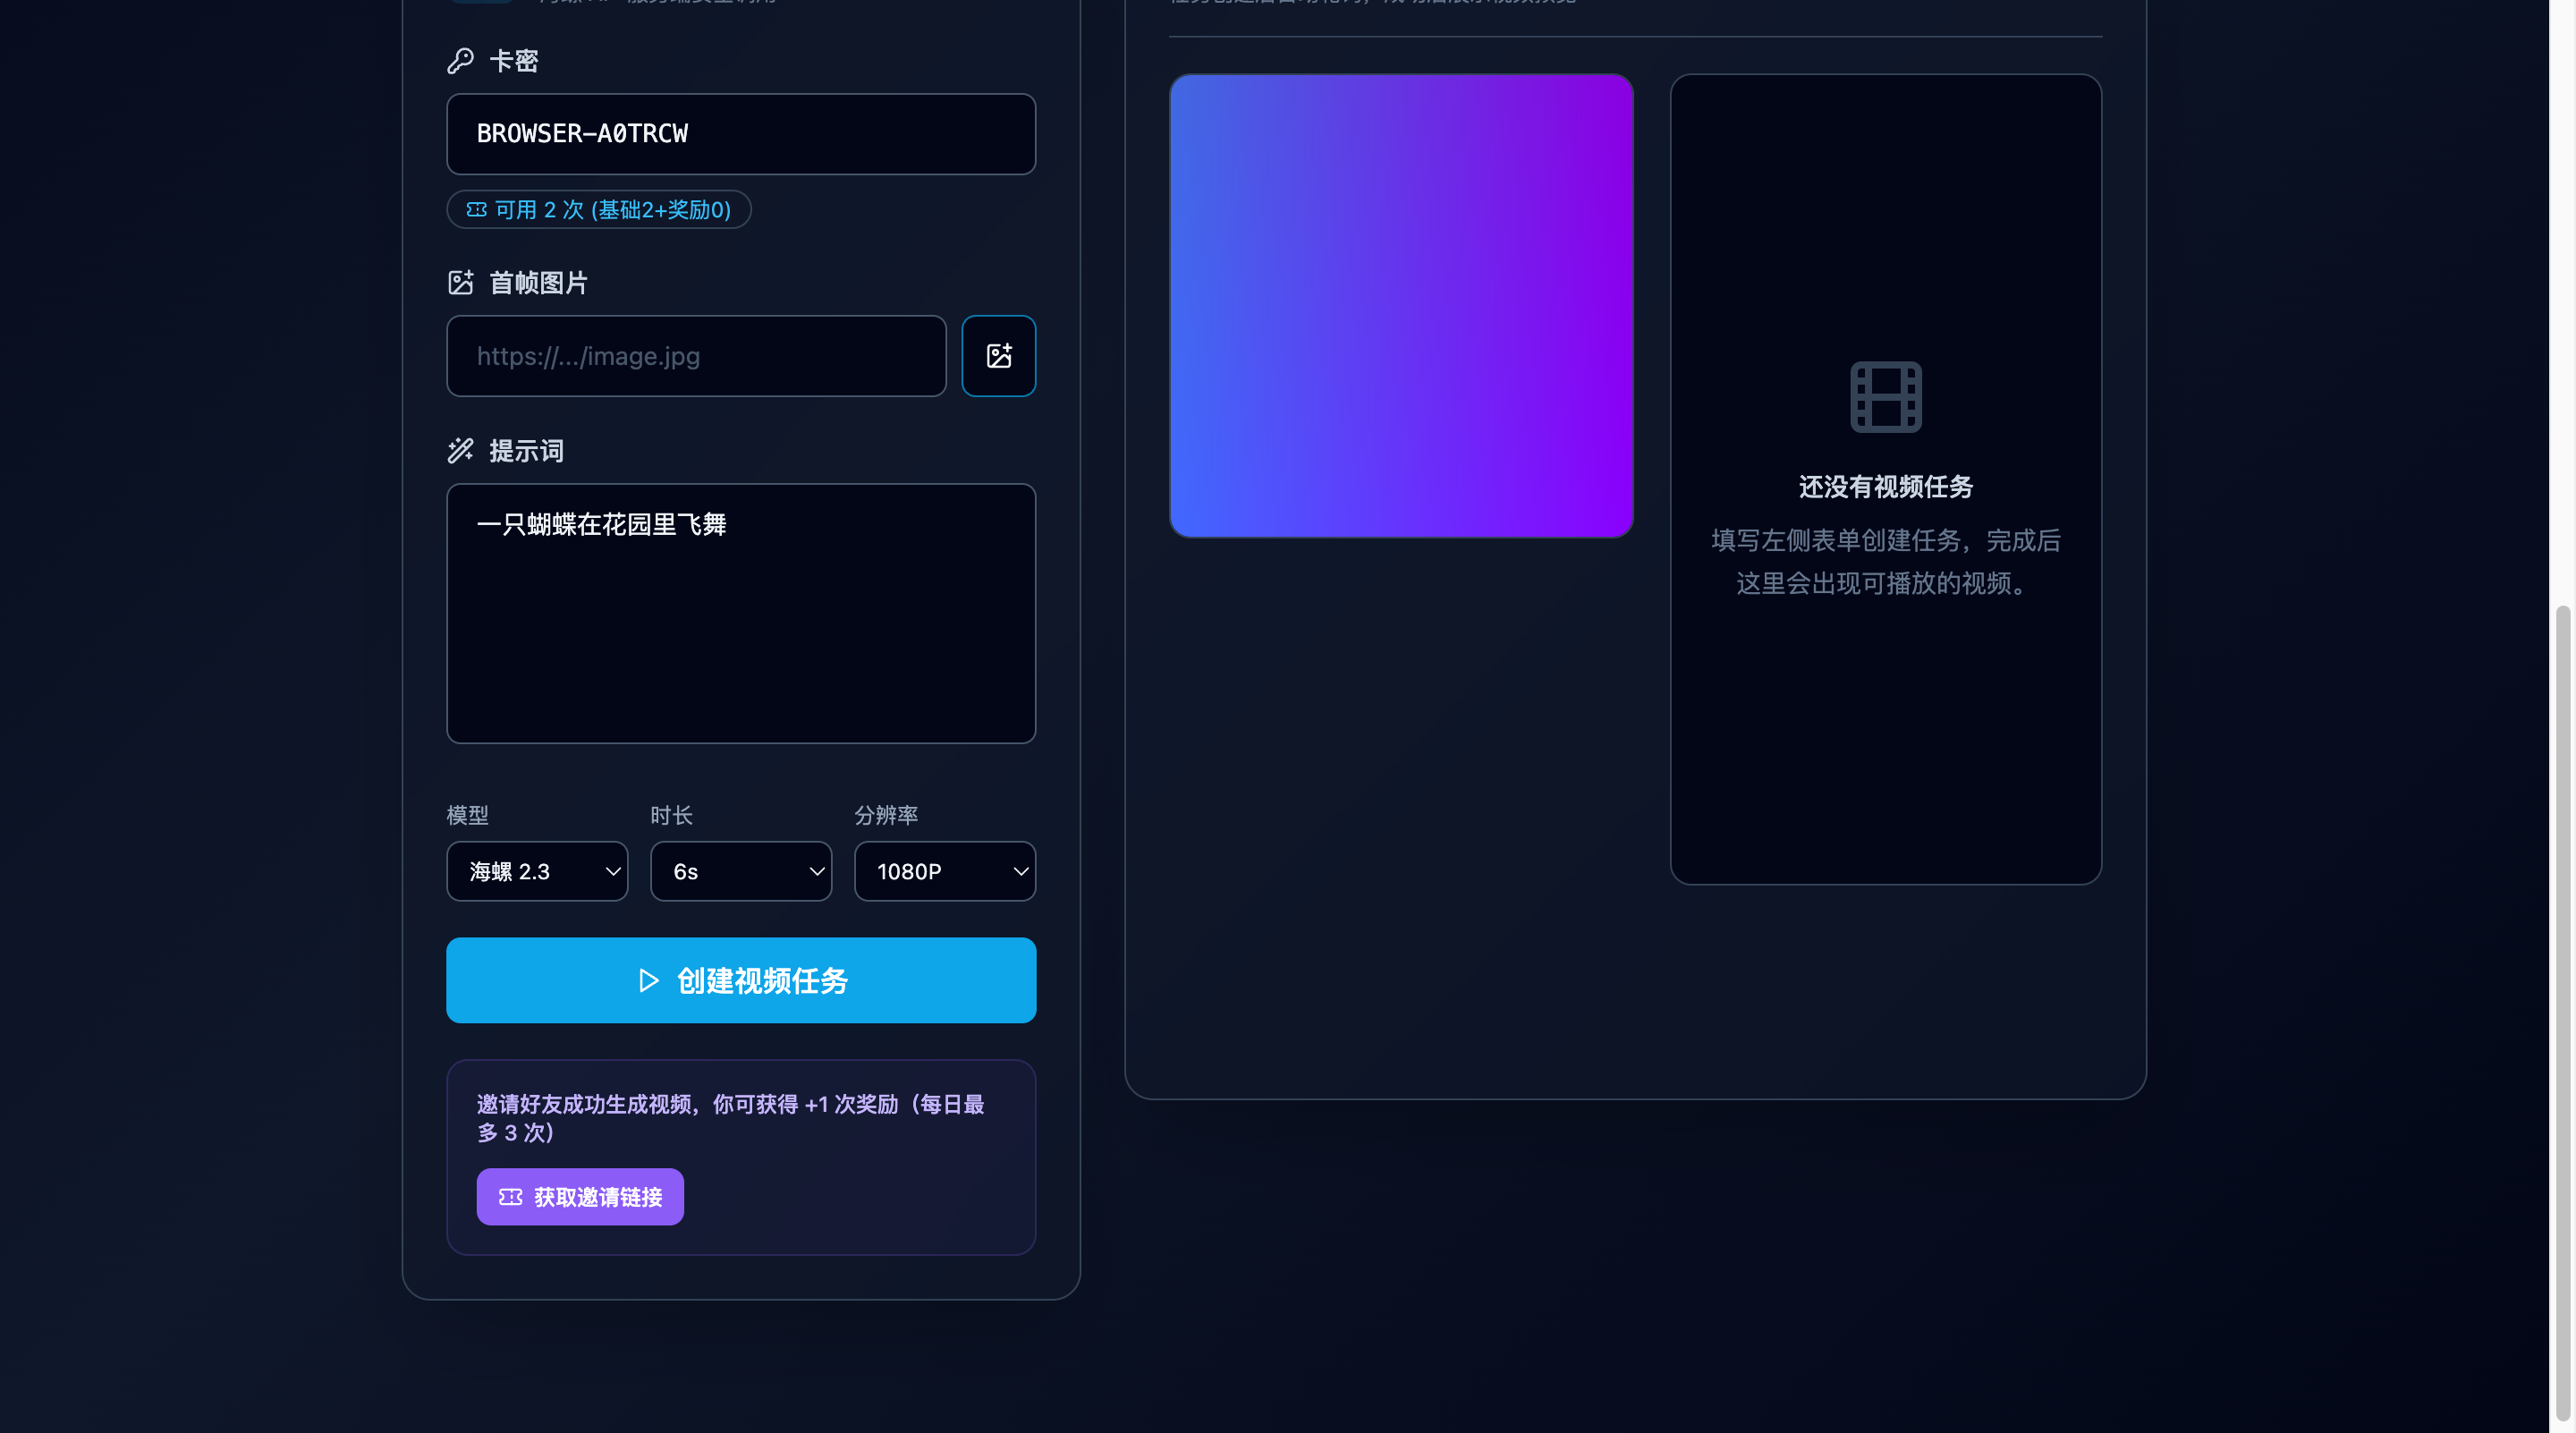 卡密
BROWSER-A0TRCW
可用 2 次 (基础2+奖励0)
首帧图片
https://.../image.jpg
提示词
一只蝴蝶在花园里飞舞
模型
时长
分辨率
海螺 2.3
6s
1080P
创建视频任务
邀请好友成功生成视频，你可获得 +1 次奖励（每日最
多 3 次）
获取邀请链接
还没有视频任务
填写左侧表单创建任务，完成后
这里会出现可播放的视频。